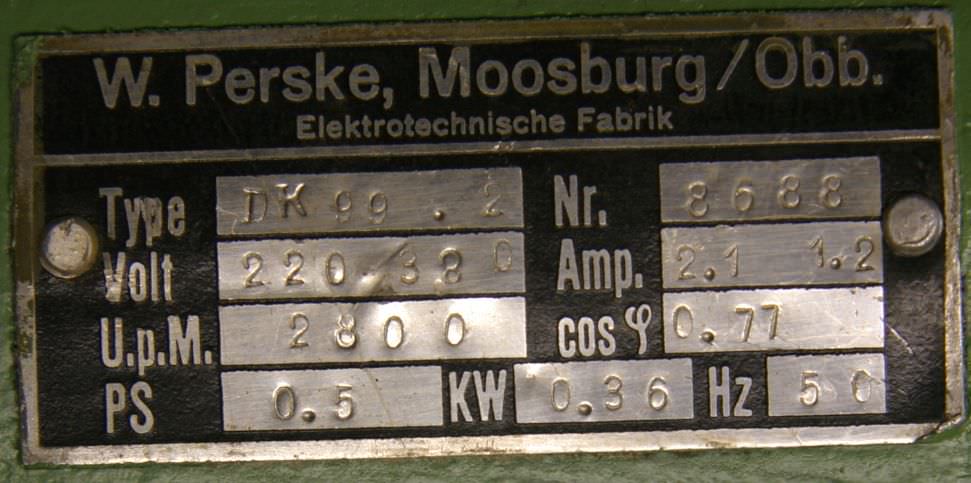 W. Perske, Moosburg/Obb.
Elektrotechnische Fabrik
Type DK 99 . 2 Nr. 8688
Volt 220.380 Amp. 2.1 1.2
U.p.M. 2800 cos φ 0.77
PS 0.5 KW 0.36 Hz 50